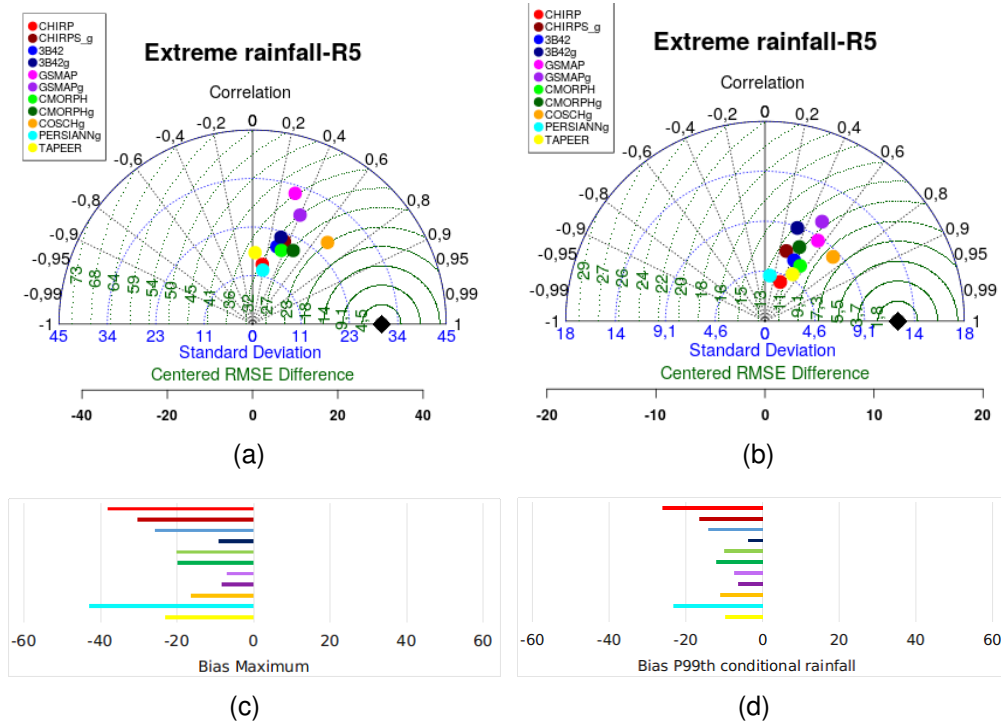 CHIRP
CHIRPS_g
3B42
3B42g
GSMAP
GSMAPg
CMORPH
CMORPHg
COSCHg
PERSIANNg
TAPEER
Extreme rainfall-R5
Correlation
-0,99 -0,95 -0,9 -0,8 -0,6 -0,4 -0,2 0 0,2 0,4 0,6 0,8 0,9 0,95 0,99
73 68 64 59 54 50 45 41 36 32 27 23 18 14 9,1 4,5
-1 1
45 34 23 11 0 11 23 34 45
Standard Deviation
Centered RMSE Difference
-40 -20 0 20 40
(a)
CHIRP
CHIRPS_g
3B42
3B42g
GSMAP
GSMAPg
CMORPH
CMORPHg
COSCHg
PERSIANNg
TAPEER
Extreme rainfall-R5
Correlation
-0,99 -0,95 -0,9 -0,8 -0,6 -0,4 -0,2 0 0,2 0,4 0,6 0,8 0,9 0,95 0,99
29 27 26 24 22 20 18 16 15 13 11 9,1 7,3 5,5 3,7 1,8
-1 1
18 14 9,1 4,6 0 4,6 9,1 14 18
Standard Deviation
Centered RMSE Difference
-20 -10 0 10 20
(b)
-60 -40 -20 0 20 40 60
Bias Maximum
(c)
-60 -40 -20 0 20 40 60
Bias P99th conditional rainfall
(d)